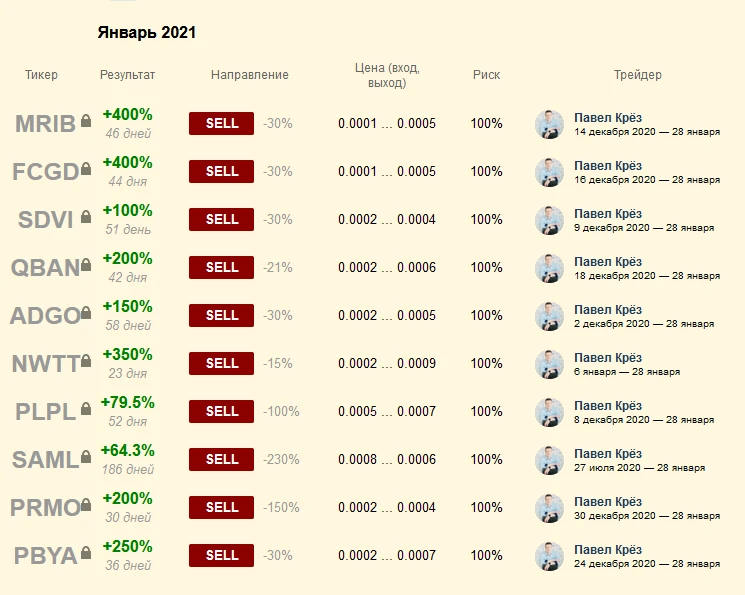 Январь 2021
Тикер Результат Направление Цена (вход, выход) Риск Трейдер
MRIB +400% SELL -30% 0.0001 ... 0.0005 100% Павел Крёз
46 дней 14 декабря 2020 — 28 января
FCGD +400% SELL -30% 0.0001 ... 0.0005 100% Павел Крёз
44 дня 16 декабря 2020 — 28 января
SDVI +100% SELL -30% 0.0002 ... 0.0004 100% Павел Крёз
51 день 9 декабря 2020 — 28 января
QBAN +200% SELL -21% 0.0002 ... 0.0006 100% Павел Крёз
42 дня 18 декабря 2020 — 28 января
ADGO +150% SELL -30% 0.0002 ... 0.0005 100% Павел Крёз
58 дней 2 декабря 2020 — 28 января
NWTT +350% SELL -15% 0.0002 ... 0.0009 100% Павел Крёз
23 дня 6 января — 28 января
PLPL +79.5% SELL -100% 0.0005 ... 0.0007 100% Павел Крёз
52 дня 8 декабря 2020 — 28 января
SAML +64.3% SELL -230% 0.0008 ... 0.0006 100% Павел Крёз
186 дней 27 июля 2020 — 28 января
PRMO +200% SELL -150% 0.0002 ... 0.0004 100% Павел Крёз
30 дней 30 декабря 2020 — 28 января
PBYA +250% SELL -30% 0.0002 ... 0.0007 100% Павел Крёз
36 дней 24 декабря 2020 — 28 января